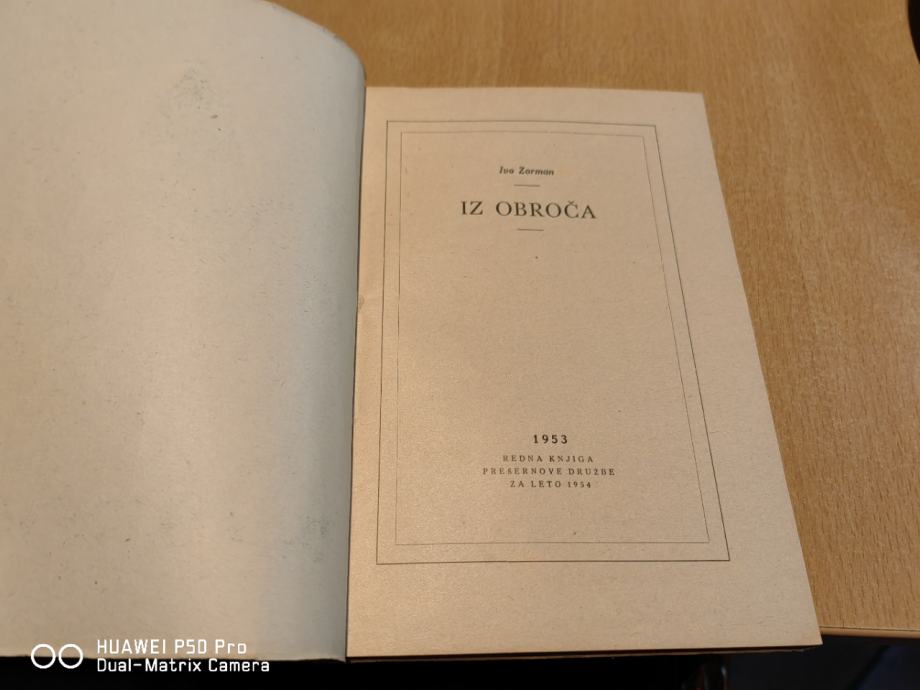 Ivo Zorman
IZ OBROČA
1953
REDNA KNJIGA
PREŠERNOVE DRUŽBE
ZA LETO 1954
HUAWEI P50 Pro
Dual-Matrix Camera